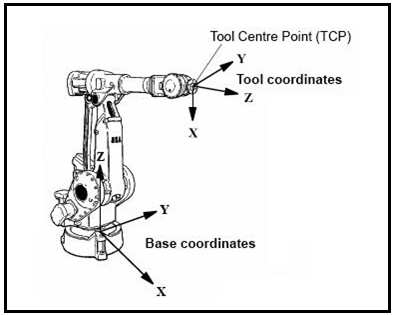 Tool Centre Point (TCP)
Y
Tool coordinates
Z
X
Z
Y
Base coordinates
X